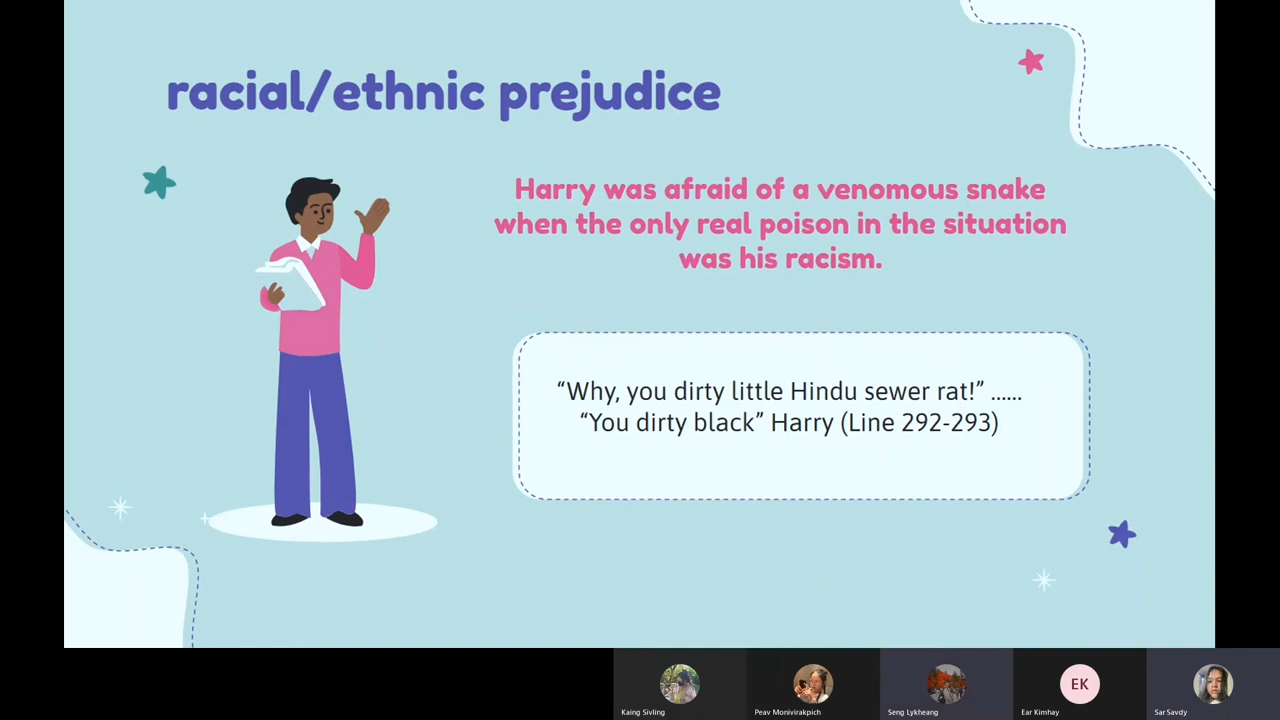 racial/ethnic prejudice
Harry was afraid of a venomous snake
when the only real poison in the situation
was his racism.
“Why, you dirty little Hindu sewer rat!” ......
“You dirty black” Harry (Line 292-293)
EK
Kaing Sivling
Peav Monivirakpich
Seng Lykheang
Ear Kimhay
Sar Savdy